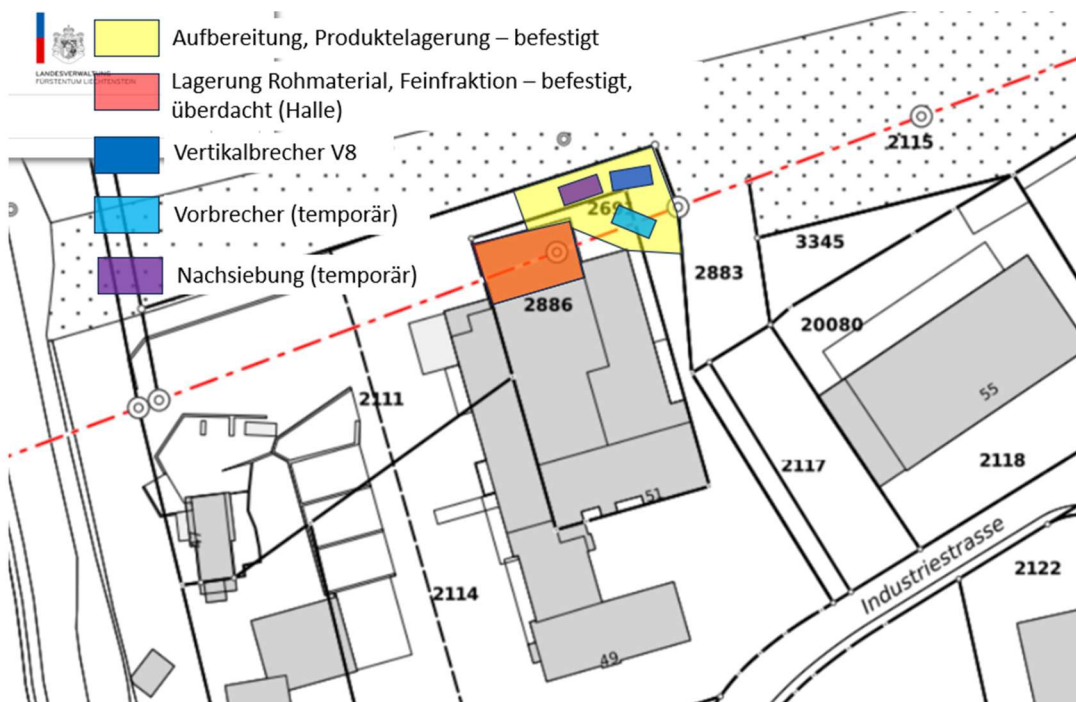 Aufbereitung, Produktelagerung – befestigt
LANDESVERWALTUNG
FÜRSTENTUM LIECHTENSTEIN
Lagerung Rohmaterial, Feinfraktion – befestigt,
überdacht (Halle)
Vertikalbrecher V8
Vorbrecher (temporär)
Nachsiebung (temporär)
2115
3345
2883
2886
20080
55
2111
2117
2118
51
Industriestrasse
2122
2114
49